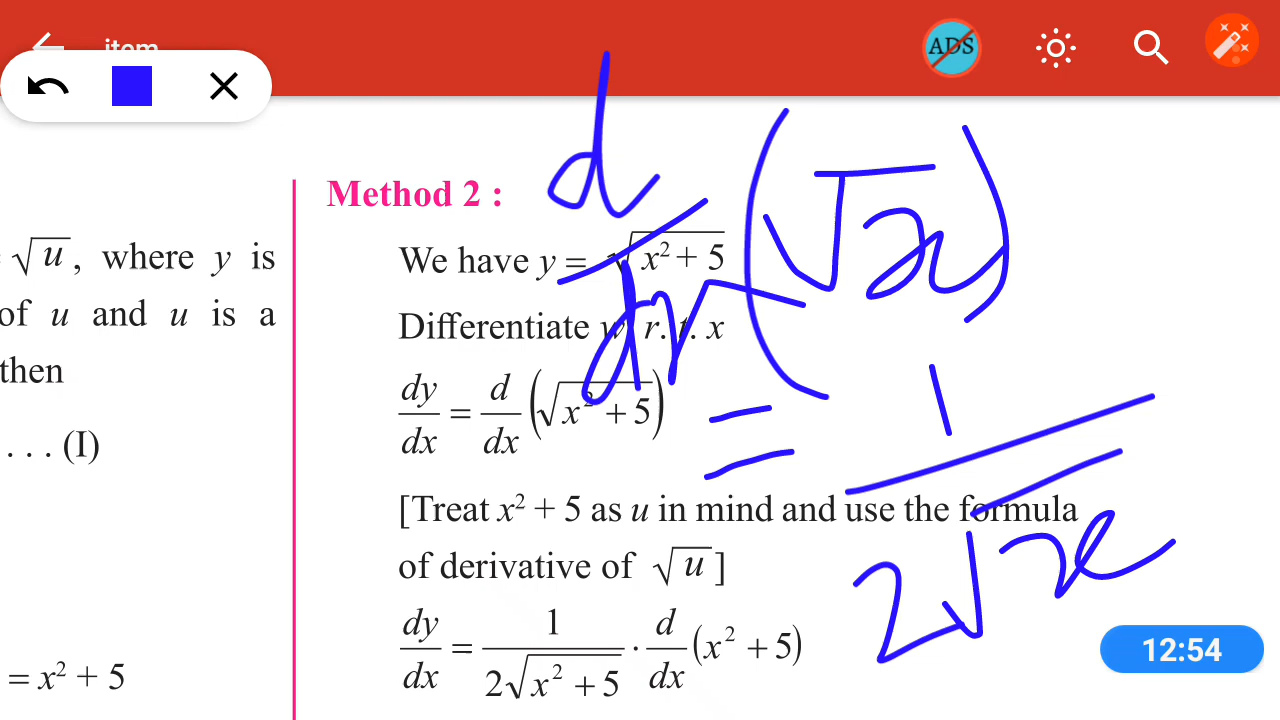 item
ADS
√u, where y is
of u and u is a
then
. . . (I)
= x² + 5
Method 2 :
We have y = √(x² + 5)
Differentiate w. r. t. x
dy/dx = d/dx (√(x² + 5))
[Treat x² + 5 as u in mind and use the formula
of derivative of √u ]
dy/dx = 1/(2√(x² + 5)) · d/dx (x² + 5)
d/dx (√x)
= 1/(2√x)
12:54